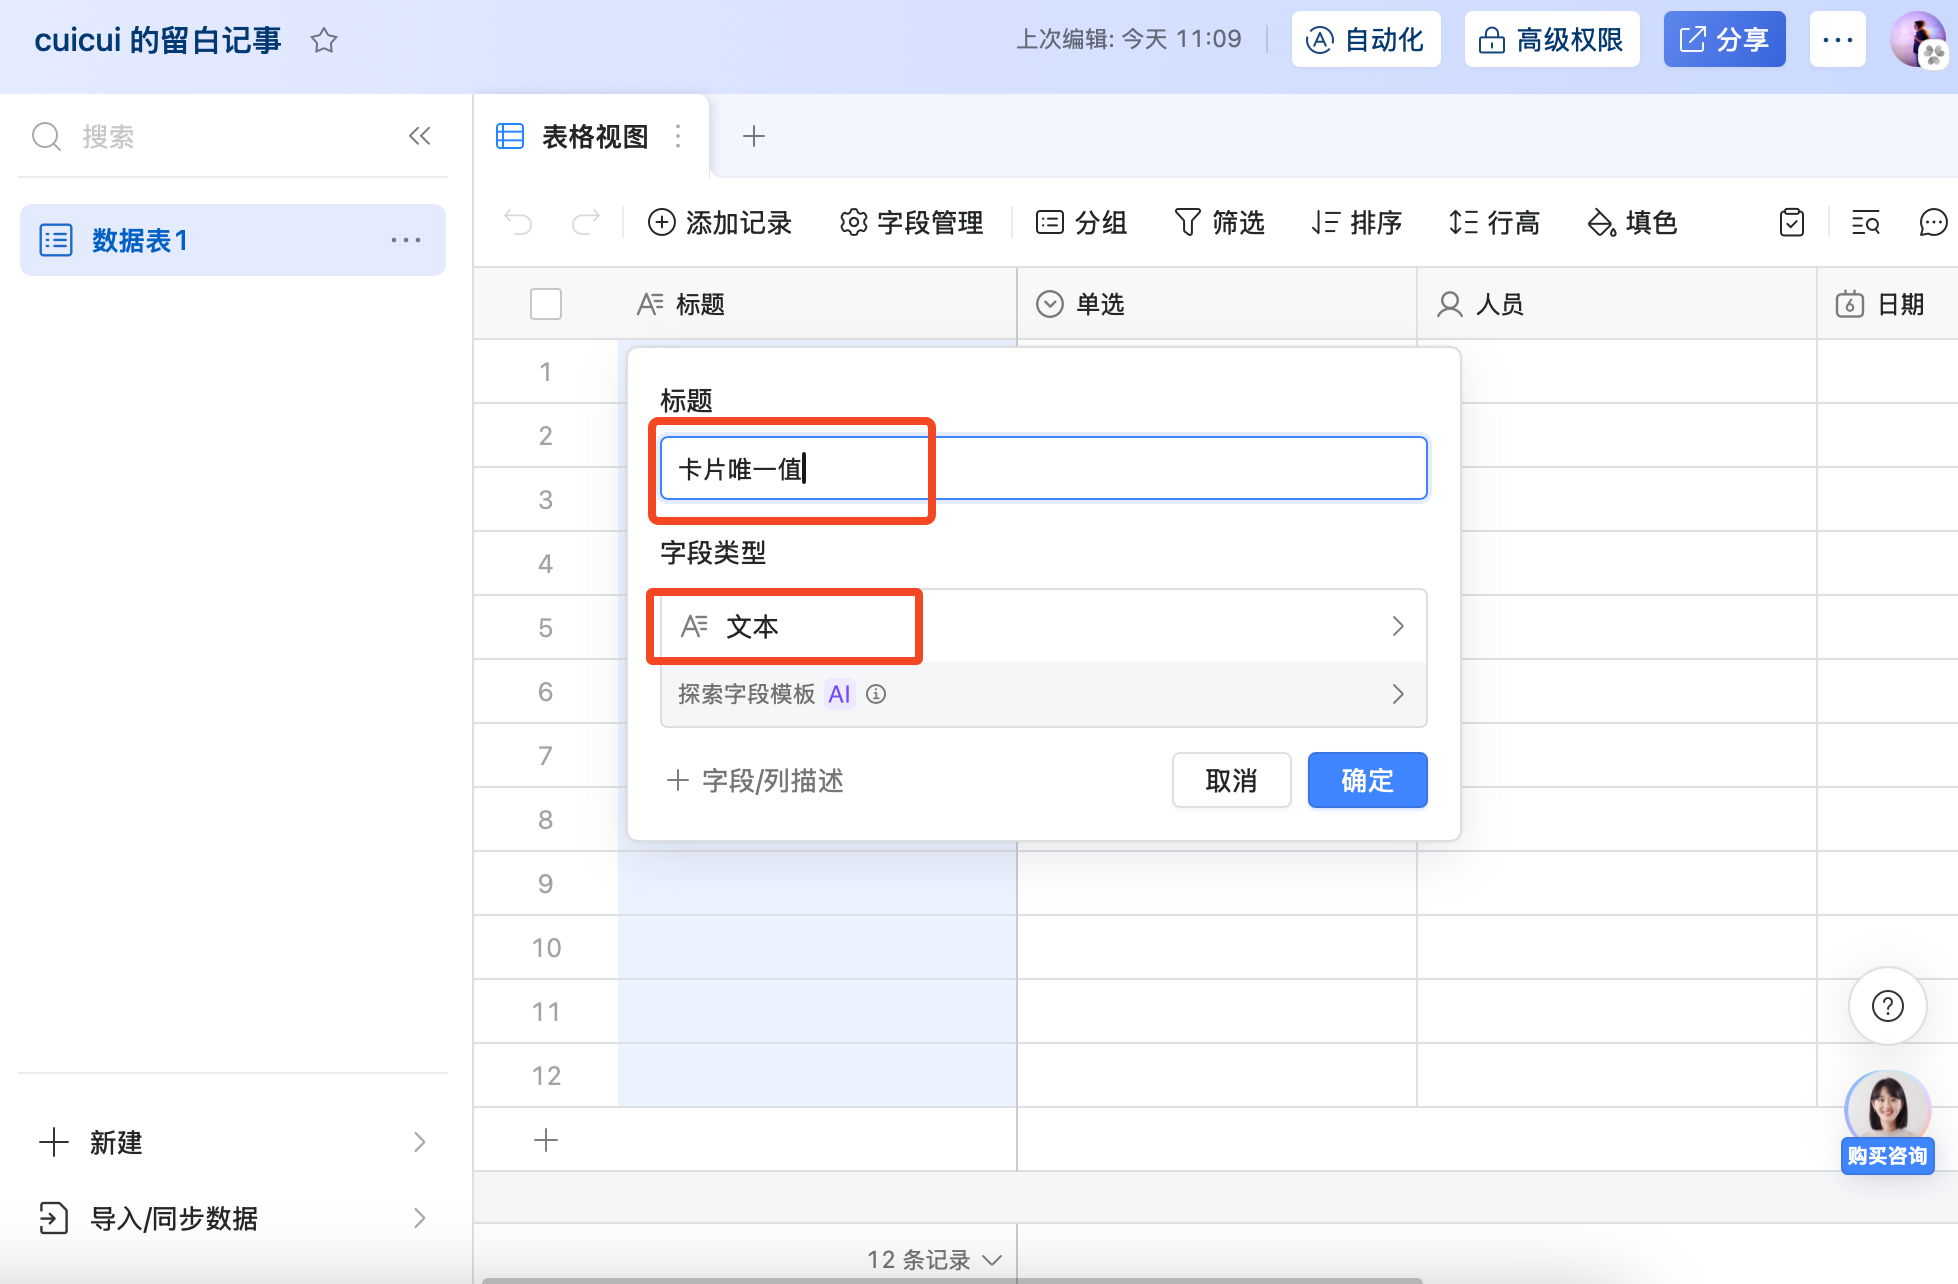 cuicui 的留白记事
上次编辑: 今天 11:09
自动化
高级权限
分享
搜索
表格视图
数据表1
添加记录
字段管理
分组
筛选
排序
行高
填色
标题
单选
人员
6
日期
1
2
3
4
5
6
7
8
9
10
11
12
标题
卡片唯一值
字段类型
文本
探索字段模板 AI
字段/列描述
取消
确定
购买咨询
新建
导入/同步数据
12 条记录